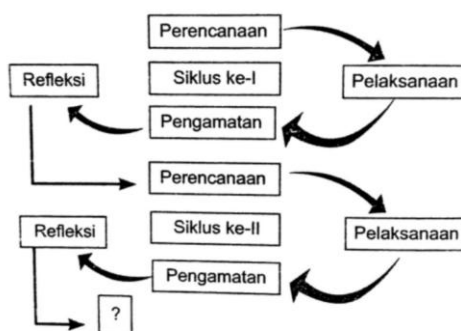 Perencanaan
Refleksi
Siklus ke-I
Pelaksanaan
Pengamatan
Perencanaan
Refleksi
Siklus ke-II
Pelaksanaan
Pengamatan
?